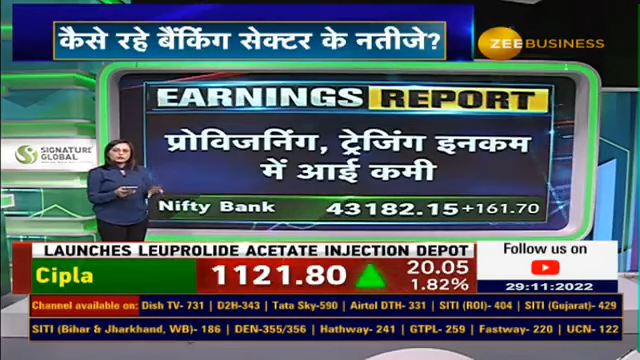 कैसे रहे बैंकिंग सेक्टर के नतीजे?
ZEE BUSINESS
EARNINGS REPORT
प्रोविजनिंग, ट्रेजिंग इनकम
में आई कमी
SIGNATURE
GLOBAL
Nifty Bank 43182.15 +161.70
LAUNCHES LEUPROLIDE ACETATE INJECTION DEPOT
Cipla 1121.80 20.05
1.82%
Follow us on
29:11:2022
Channel available on: Dish TV- 731 | D2H-343 | Tata Sky-590 | Airtel DTH- 331 | SITI (ROI)- 404 | SITI (Gujarat)- 429
SITI (Bihar & Jharkhand, WB)- 186 | DEN-355/356 | Hathway- 241 | GTPL- 259 | Fastway- 220 | UCN- 122